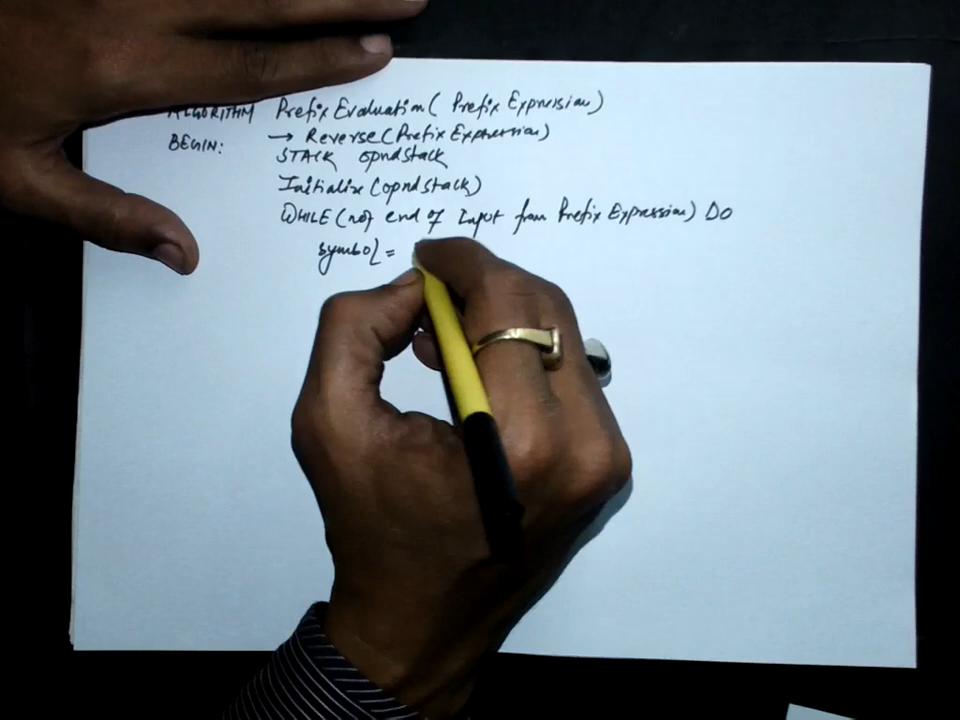 ALGORITHM Prefix Evaluation( Prefix Expression)
BEGIN: → Reverse(Prefix Expression)
STACK opndstack
Initialize(opndstack)
WHILE(not end of Input from Prefix Expression) DO
symbol =